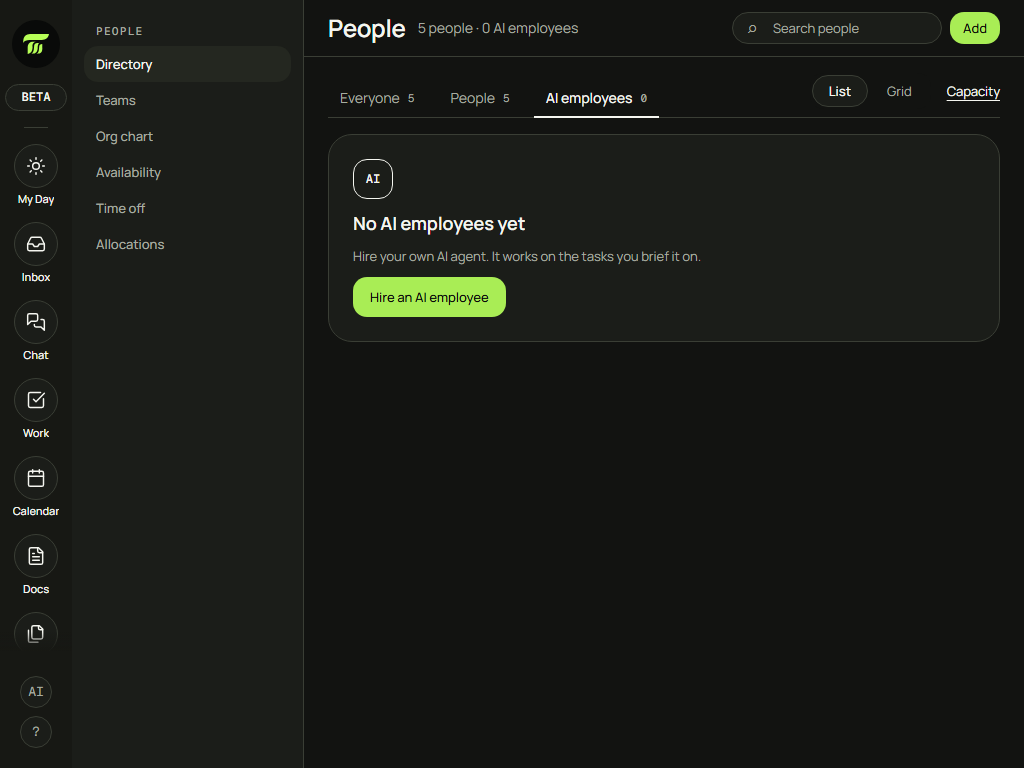 BETA
My Day
Inbox
Chat
Work
Calendar
Docs
AI
?
PEOPLE
Directory
Teams
Org chart
Availability
Time off
Allocations
People 5 people · 0 AI employees
Search people
Add
Everyone 5
People 5
AI employees 0
List
Grid
Capacity
AI
No AI employees yet
Hire your own AI agent. It works on the tasks you brief it on.
Hire an AI employee